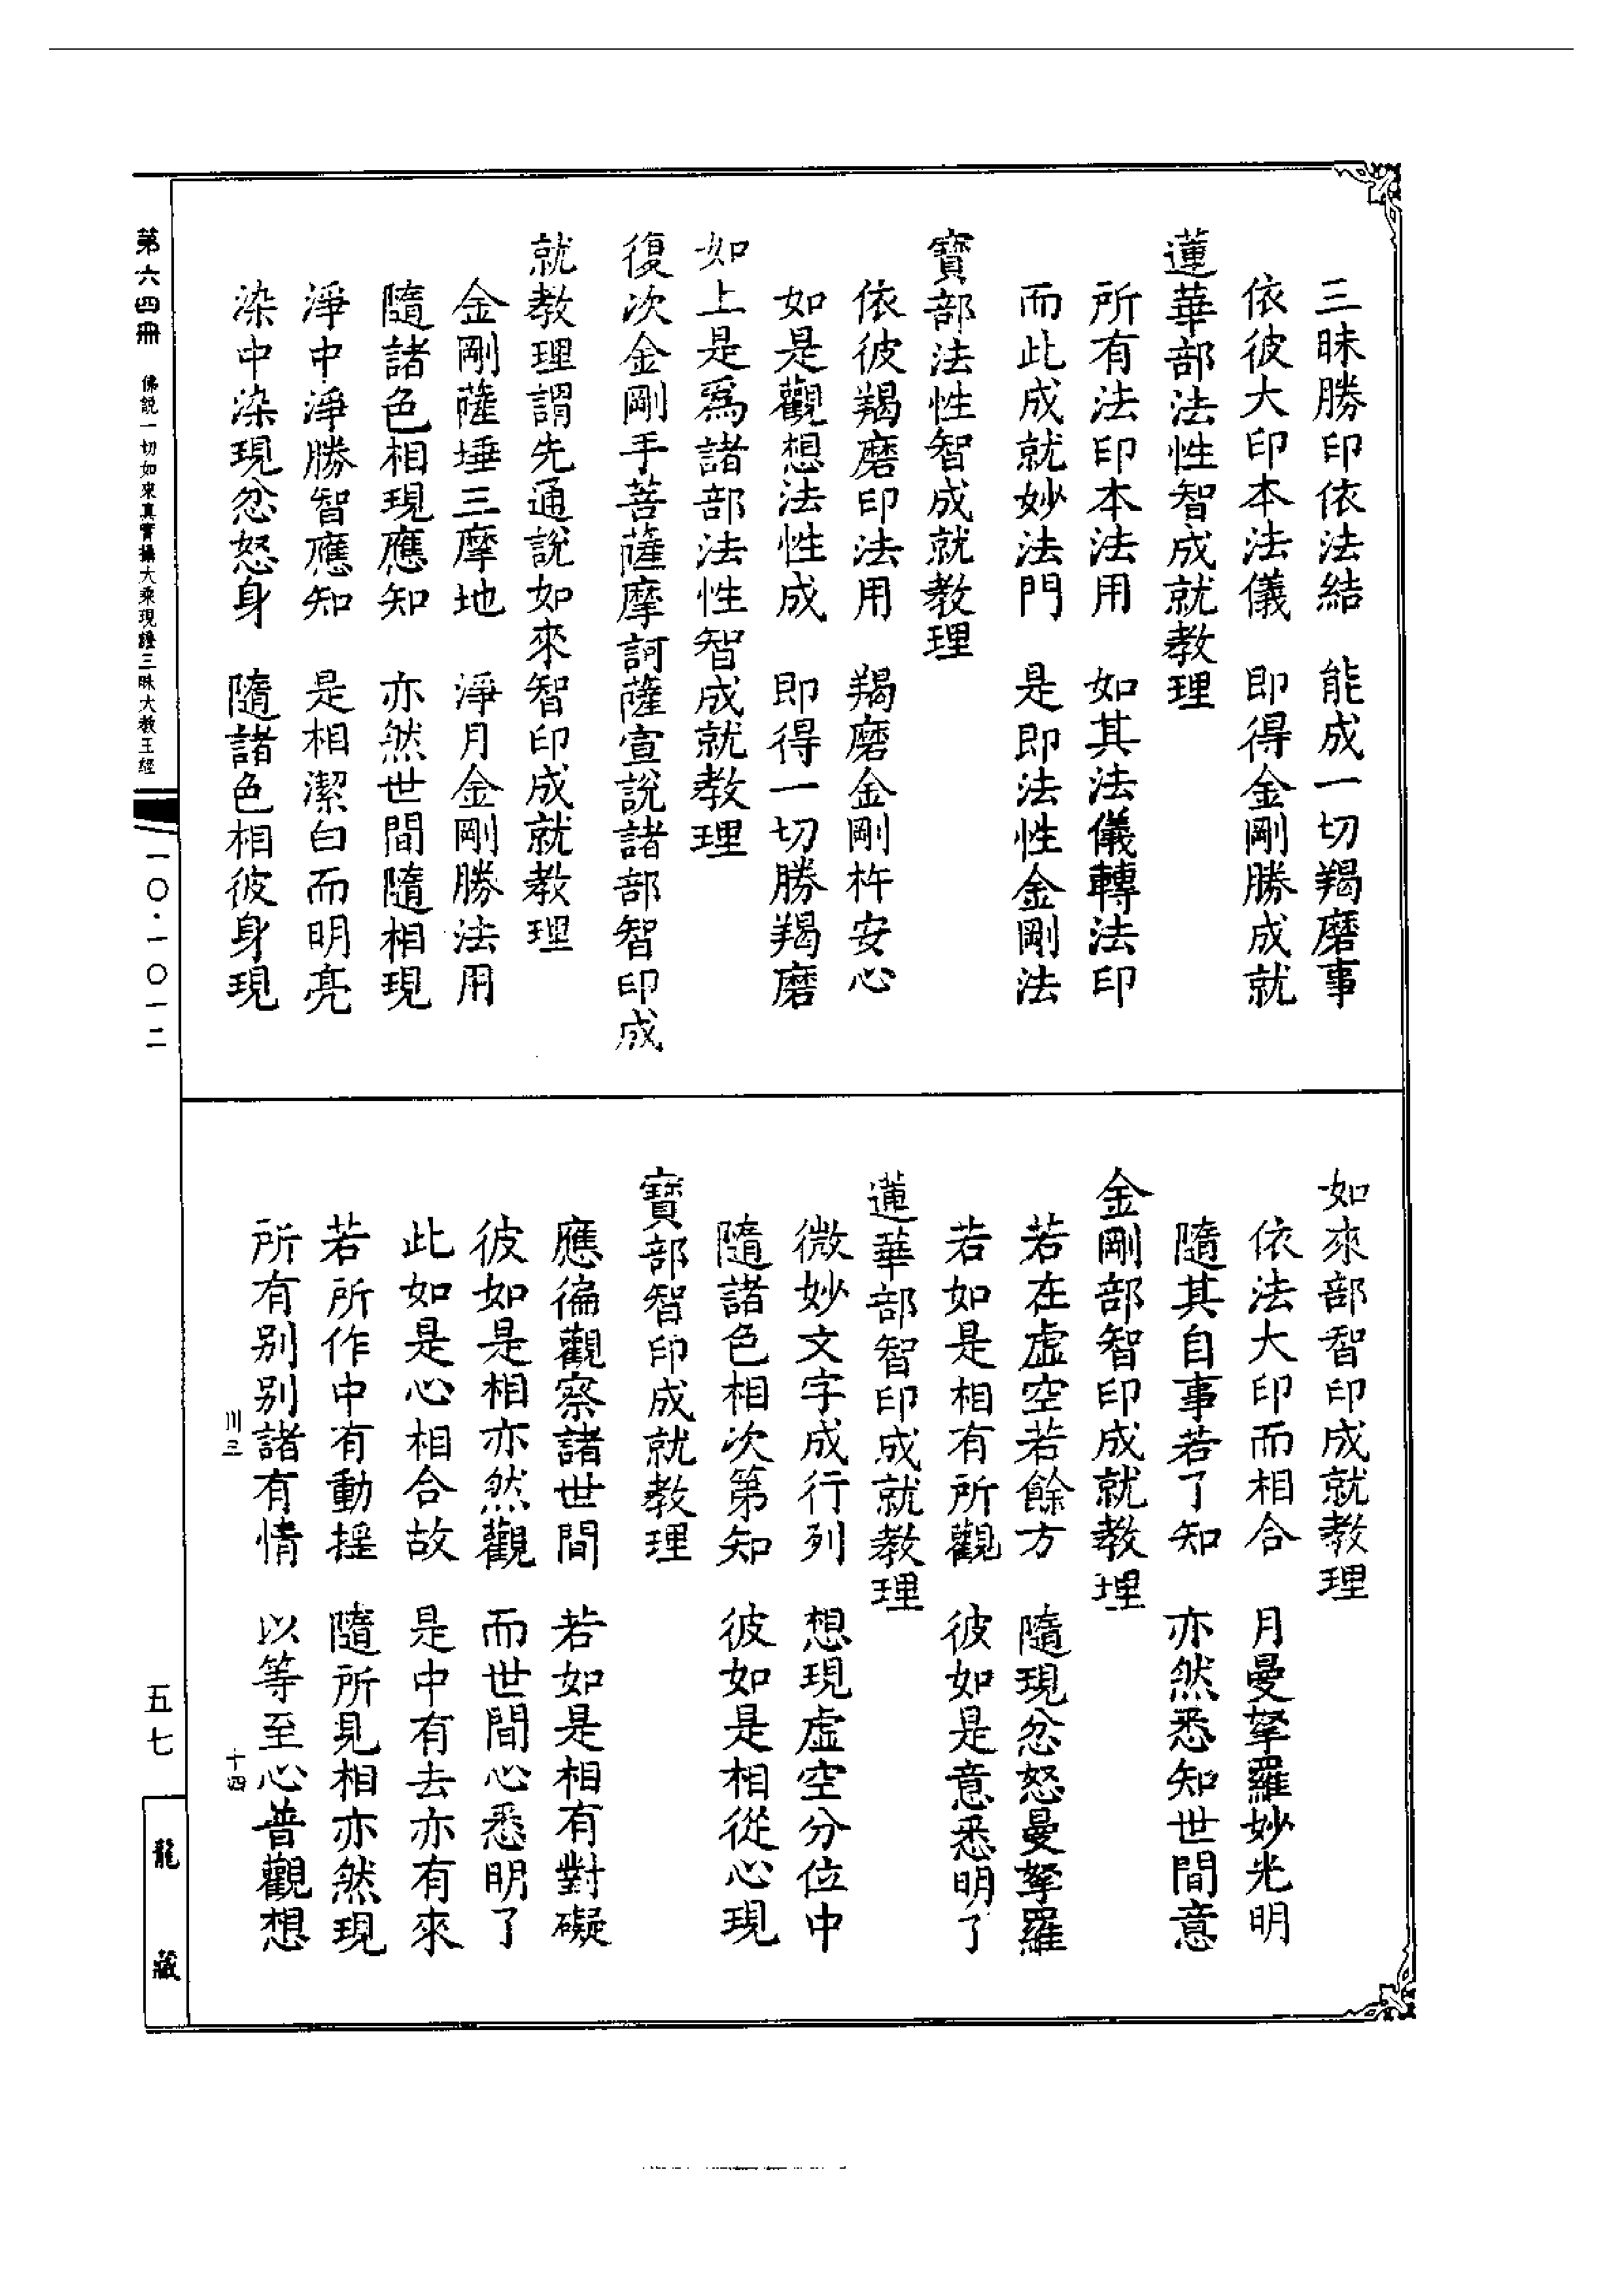 三昧勝印依法結　能成一切羯磨事
依彼大印本法儀　即得金剛勝成就
蓮華部法性智成就教理
所有法印本法用　如其法儀轉法印
而此成就妙法門　是即法性金剛法
寶部法性智成就教理
依彼羯磨印法用　羯磨金剛杵安心
如是觀想法性成　即得一切勝羯磨
如上是爲諸部法性智成就教理
復次金剛手菩薩摩訶薩宣說諸部智印成
就教理謂先通說如來智印成就教理
金剛薩埵三摩地　淨月金剛勝法用
隨諸色相現應知　亦然世間隨相現
淨中淨勝智應知　是相潔白而明亮
染中染現忿怒身　隨諸色相彼身現
如來部智印成就教理
依法大印而相合　月曼拏羅妙光明
隨其自事若了知　亦然悉知世間意
金剛部智印成就教理
若在虛空若餘方　隨現忿怒曼拏羅
若如是相有所觀　彼如是意悉明了
蓮華部智印成就教理
微妙文字成行列　想現虛空分位中
隨諸色相次第知　彼如是相從心現
寶部智印成就教理
應徧觀察諸世間　若如是相有對礙
彼如是相亦然觀　而世間心悉明了
此如是心相合故　是中有去亦有來
若所作中有動搖　隨所見相亦然現
所有別別諸有情　以等至心普觀想
川三　十四
第六四冊　佛説一切如來真實攝大乘現證三昧大教王經　一〇·一〇一二　五七　龍藏